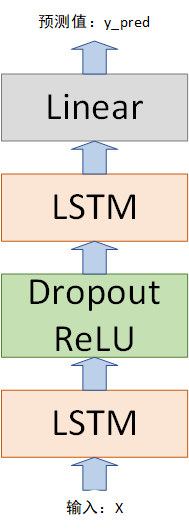 预测值：y_pred
Linear
LSTM
Dropout
ReLU
LSTM
输入：X